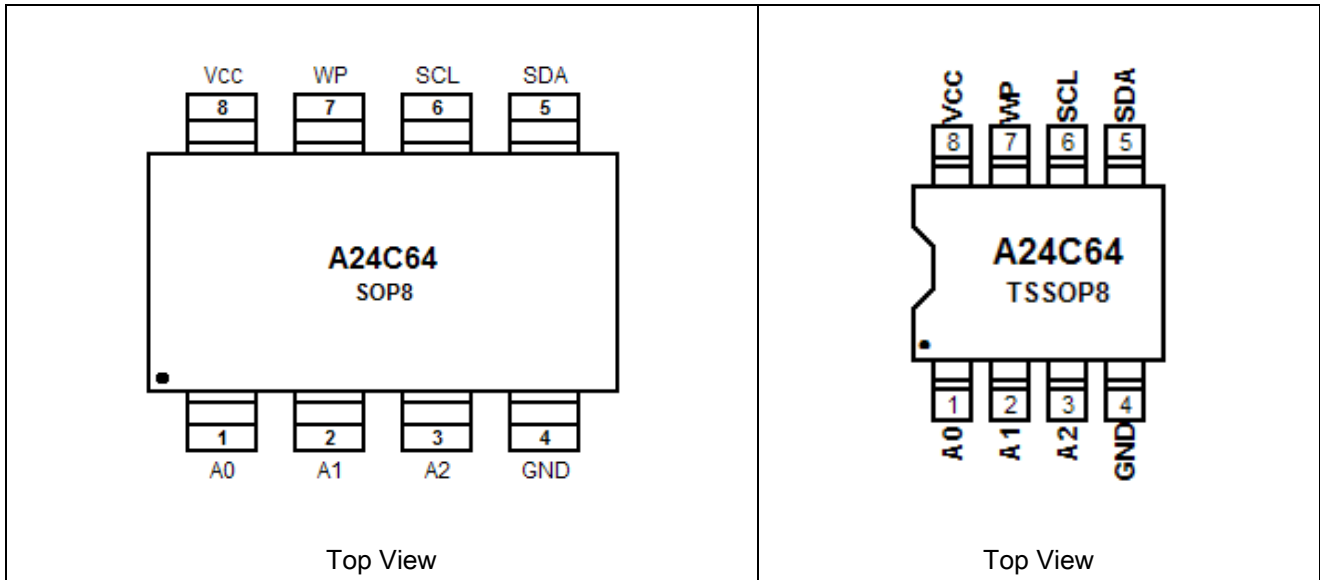 Vcc WP SCL SDA
8 7 6 5
A24C64
SOP8
1 2 3 4
A0 A1 A2 GND
Top View
VCC WP SCL SDA
8 7 6 5
A24C64
TSSOP8
1 2 3 4
A0 A1 A2 GND
Top View